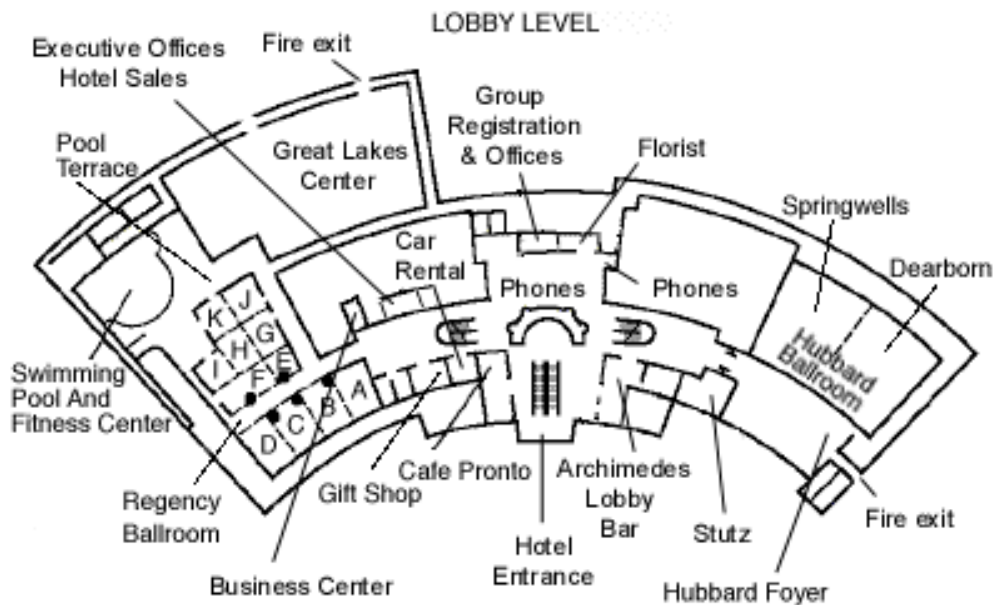 LOBBY LEVEL
Executive Offices
Hotel Sales
Fire exit
Group
Registration
& Offices
Florist
Pool
Terrace
Great Lakes
Center
Springwells
Car
Rental
Dearborn
Phones
Phones
K
J
H
G
I
F
E
Hubbard
Ballroom
Swimming
Pool And
Fitness Center
A
B
C
D
Cafe Pronto
Gift Shop
Archimedes
Lobby
Bar
Regency
Ballroom
Stutz
Fire exit
Hotel
Entrance
Business Center
Hubbard Foyer